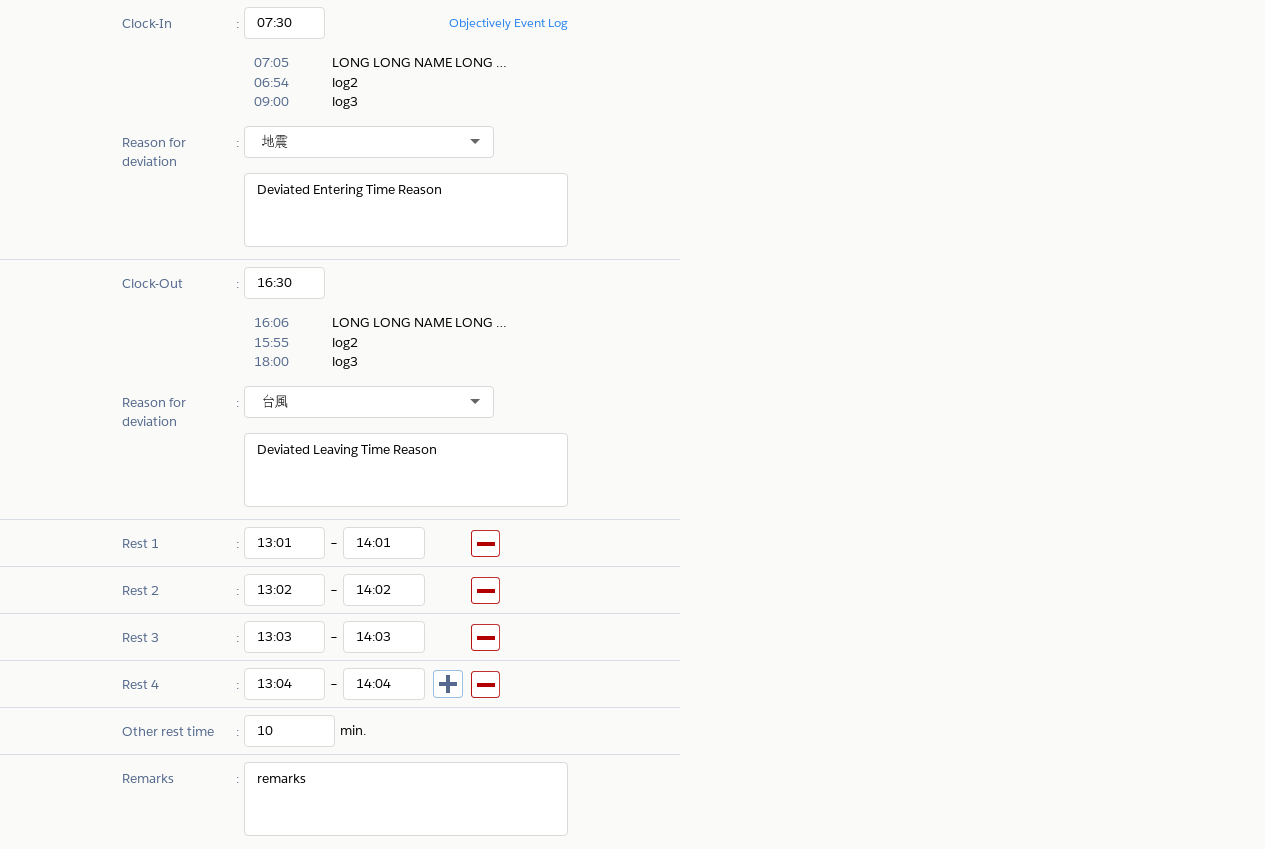 Clock-In : 07:30 Objectively Event Log
07:05 LONG LONG NAME LONG ...
06:54 log2
09:00 log3
Reason for deviation : 地震
Deviated Entering Time Reason
Clock-Out : 16:30
16:06 LONG LONG NAME LONG ...
15:55 log2
18:00 log3
Reason for deviation : 台風
Deviated Leaving Time Reason
Rest 1 : 13:01 – 14:01
Rest 2 : 13:02 – 14:02
Rest 3 : 13:03 – 14:03
Rest 4 : 13:04 – 14:04
Other rest time : 10 min.
Remarks : remarks